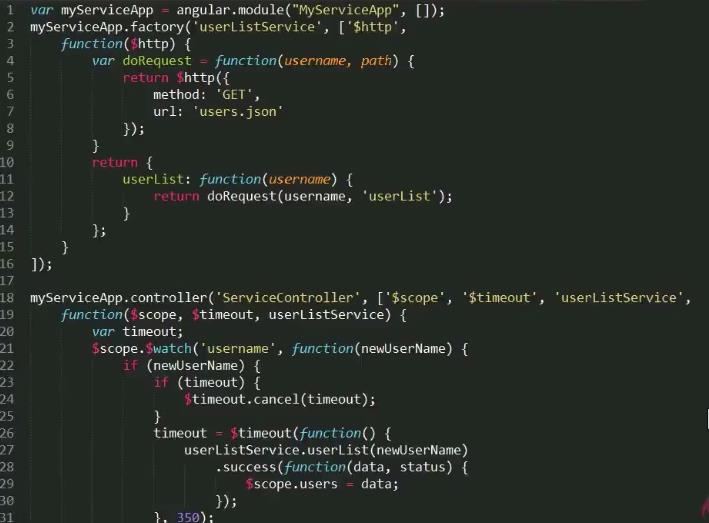 1 var myServiceApp = angular.module("MyServiceApp", []);
2 myServiceApp.factory('userListService', ['$http',
3     function($http) {
4         var doRequest = function(username, path) {
5             return $http({
6                 method: 'GET',
7                 url: 'users.json'
8             });
9         }
10         return {
11             userList: function(username) {
12                 return doRequest(username, 'userList');
13             }
14         };
15     }
16 ]);
17
18 myServiceApp.controller('ServiceController', ['$scope', '$timeout', 'userListService',
19     function($scope, $timeout, userListService) {
20         var timeout;
21         $scope.$watch('username', function(newUserName) {
22             if (newUserName) {
23                 if (timeout) {
24                     $timeout.cancel(timeout);
25                 }
26                 timeout = $timeout(function() {
27                     userListService.userList(newUserName)
28                         .success(function(data, status) {
29                             $scope.users = data;
30                         });
31                 }, 350);